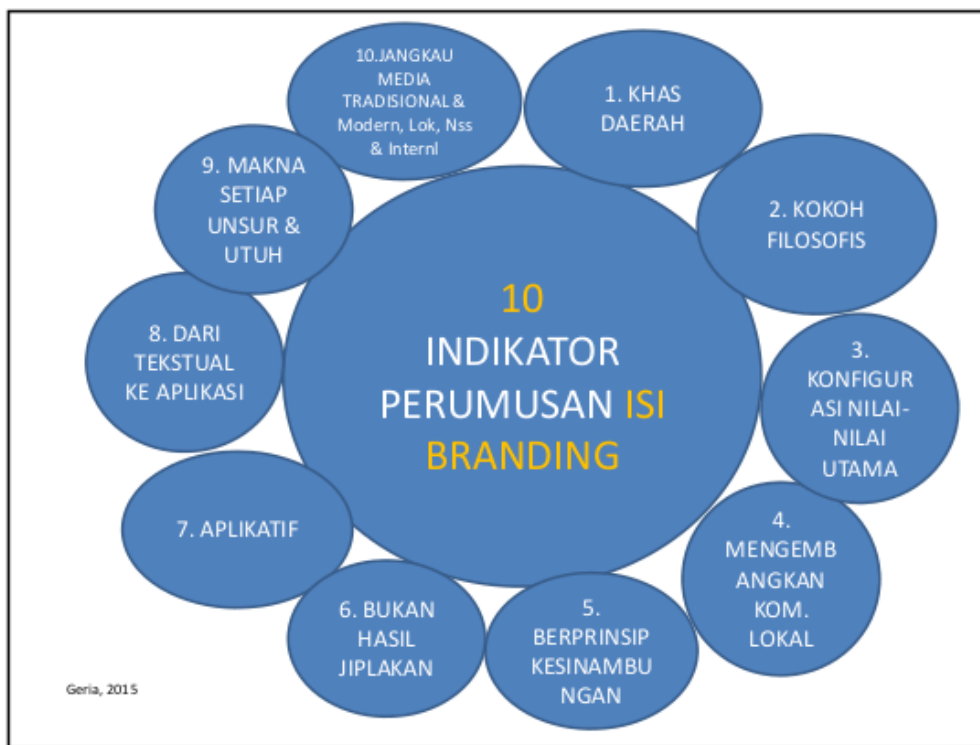 10
INDIKATOR
PERUMUSAN ISI
BRANDING
1. KHAS
DAERAH
2. KOKOH
FILOSOFIS
3.
KONFIGUR
ASI NILAI-
NILAI
UTAMA
4.
MENGEMB
ANGKAN
KOM.
LOKAL
5.
BERPRINSIP
KESINAMBU
NGAN
6. BUKAN
HASIL
JIPLAKAN
7. APLIKATIF
8. DARI
TEKSTUAL
KE APLIKASI
9. MAKNA
SETIAP
UNSUR &
UTUH
10.JANGKAU
MEDIA
TRADISIONAL &
Modern, Lok, Nss
& Internl
Geria, 2015